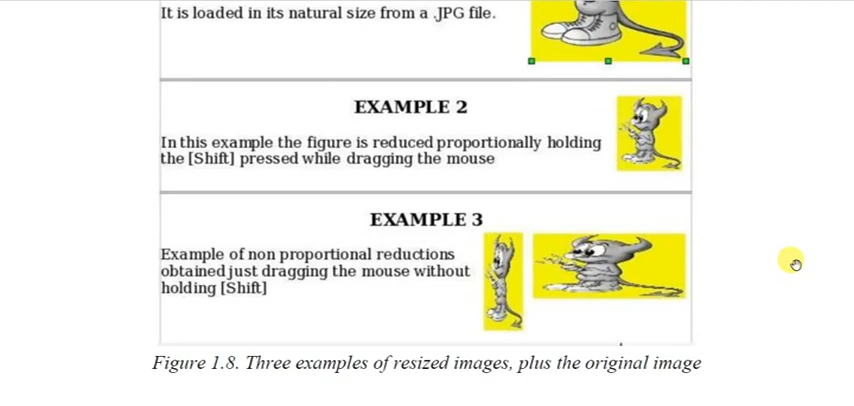 It is loaded in its natural size from a .JPG file.
EXAMPLE 2
In this example the figure is reduced proportionally holding
the [Shift] pressed while dragging the mouse
EXAMPLE 3
Example of non proportional reductions
obtained just dragging the mouse without
holding [Shift]
Figure 1.8. Three examples of resized images, plus the original image